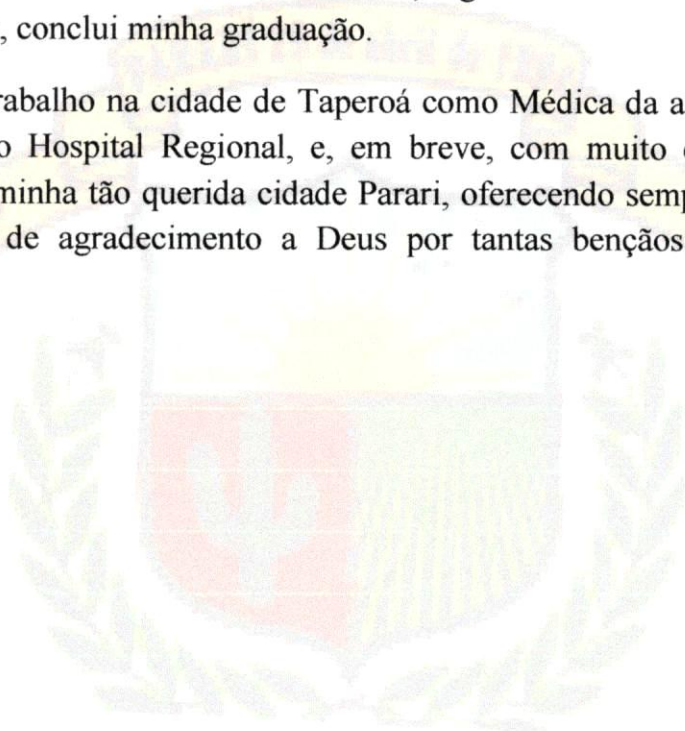 , conclui minha graduação.
rabalho na cidade de Taperoá como Médica da a
o Hospital Regional, e, em breve, com muito
minha tão querida cidade Parari, oferecendo semp
de agradecimento a Deus por tantas bençãos